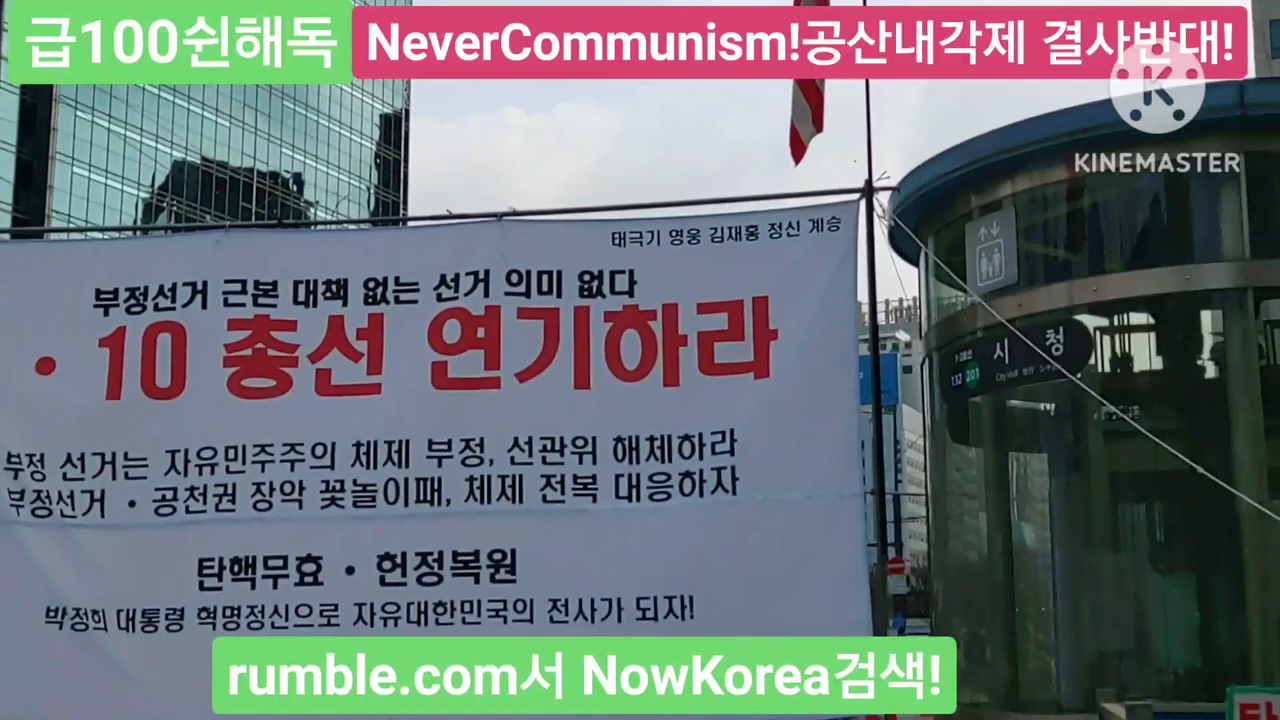 급100쉰해독
NeverCommunism!공산내각제 결사반대!
KINEMASTER
태극기 영웅 김재홍 정신 계승
부정선거 근본 대책 없는 선거 의미 없다
· 10 총선 연기하라
부정 선거는 자유민주주의 체제 부정, 선관위 해체하라
부정선거 · 공천권 장악 꽃놀이패, 체제 전복 대응하자
탄핵무효 · 헌정복원
박정희 대통령 혁명정신으로 자유대한민국의 전사가 되자!
시 청
132 201
City Hall
rumble.com서 NowKorea검색!